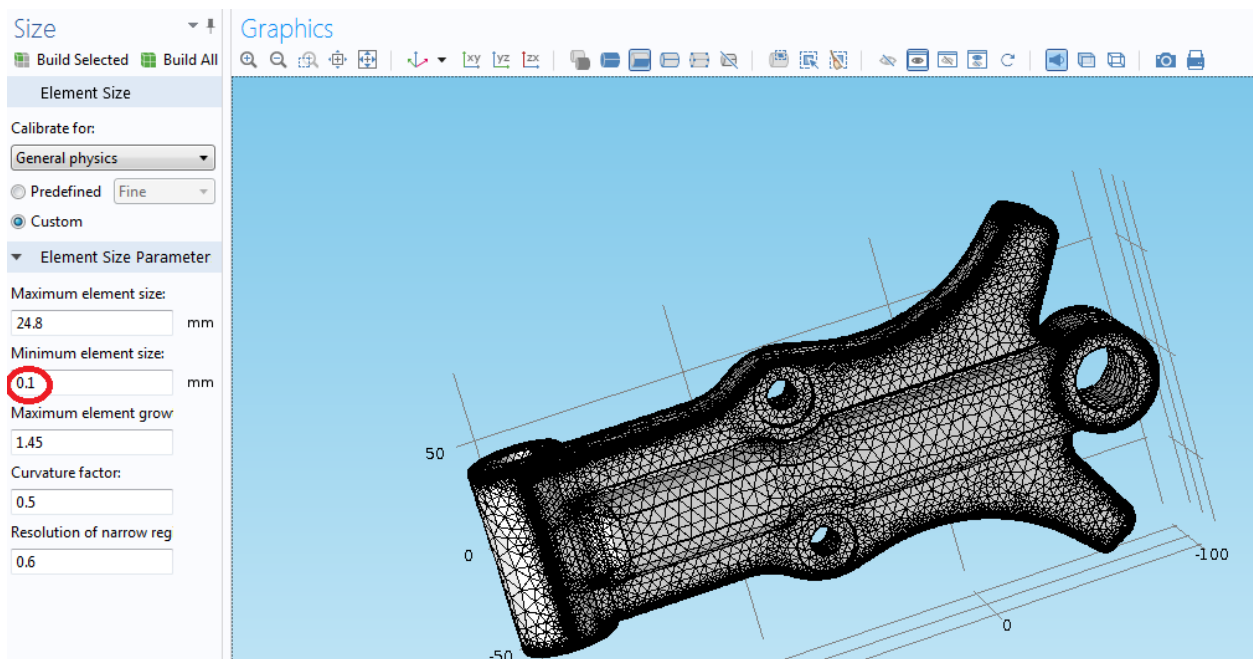 Size
Build Selected Build All
Element Size
Calibrate for:
General physics
Predefined Fine
Custom
Element Size Parameter
Maximum element size:
24.8 mm
Minimum element size:
0.1 mm
Maximum element grow
1.45
Curvature factor:
0.5
Resolution of narrow reg
0.6
Graphics
xy yz zx
50
0
-50
0
-100